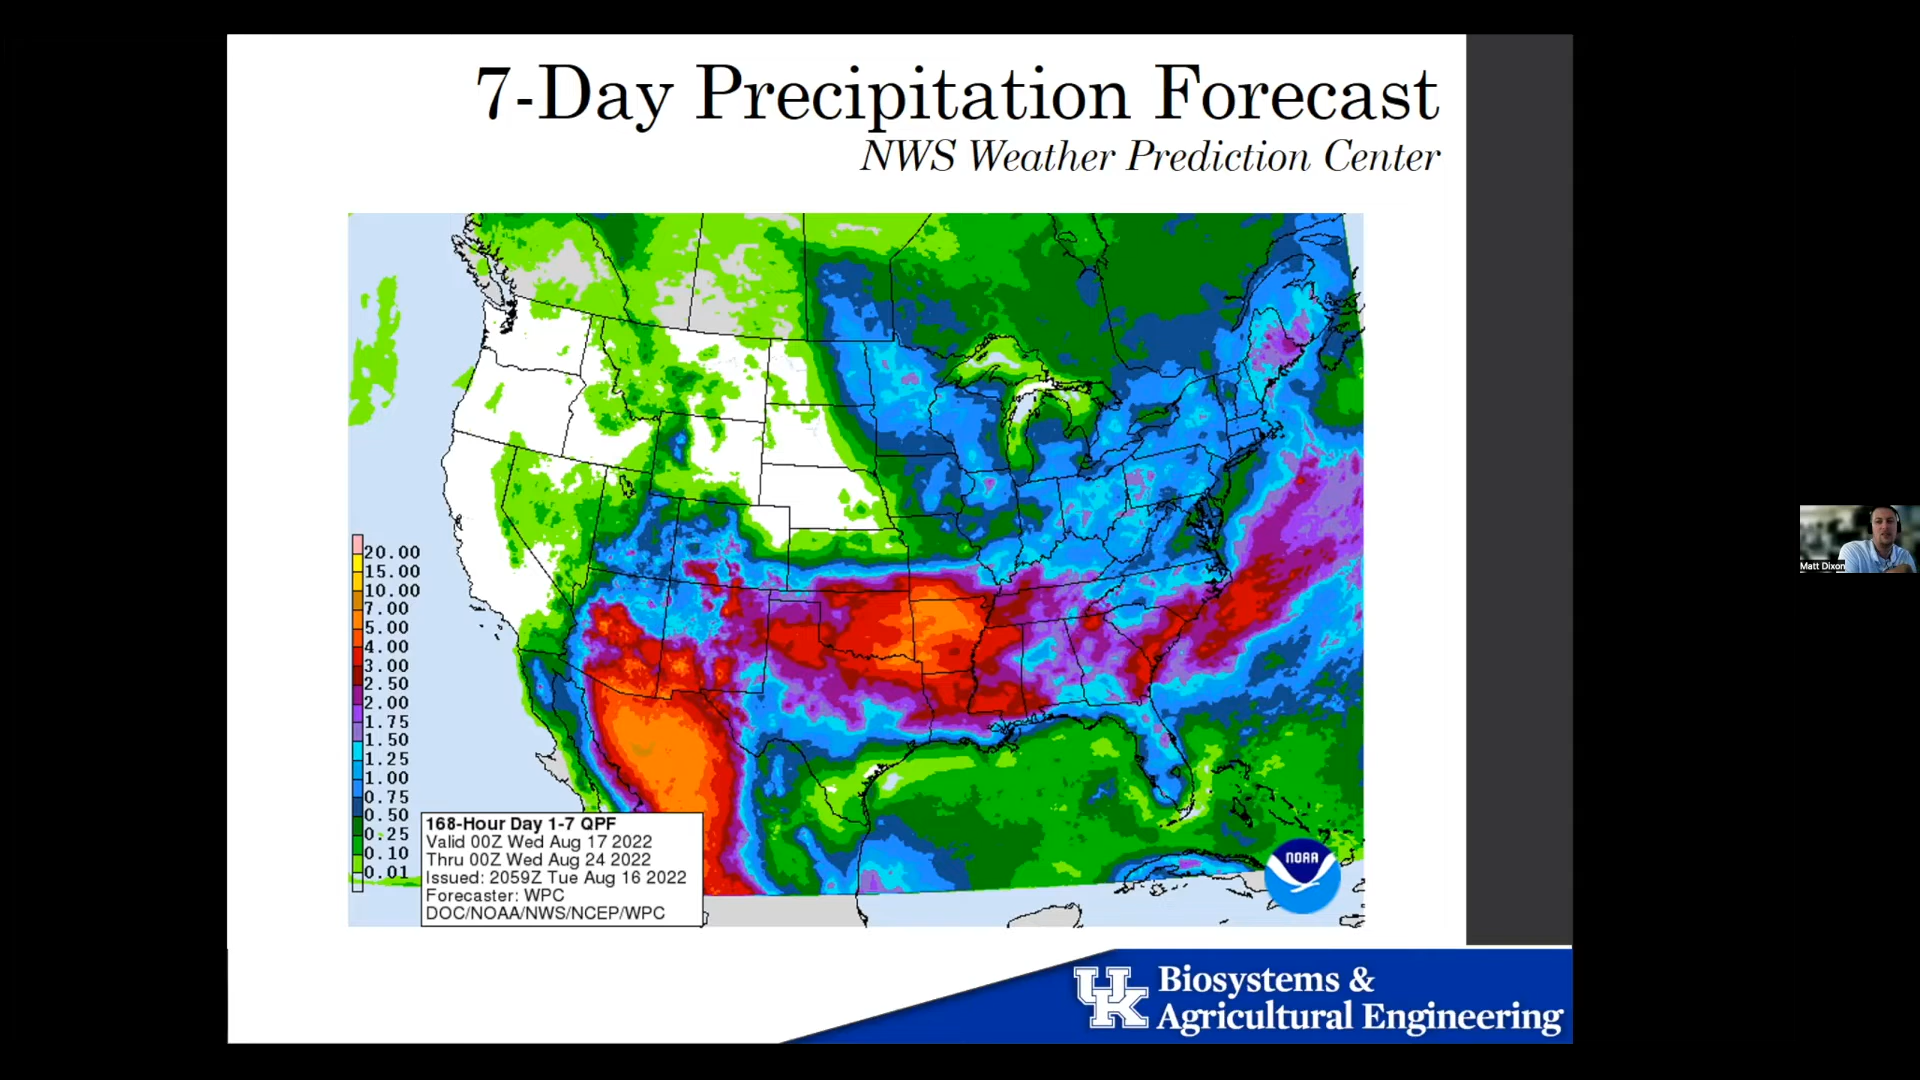 7-Day Precipitation Forecast
NWS Weather Prediction Center
20.00
15.00
10.00
7.00
5.00
4.00
3.00
2.50
2.00
1.75
1.50
1.25
1.00
0.75
0.50
0.25
0.10
0.01
168-Hour Day 1-7 QPF
Valid 00Z Wed Aug 17 2022
Thru 00Z Wed Aug 24 2022
Issued: 2059Z Tue Aug 16 2022
Forecaster: WPC
DOC/NOAA/NWS/NCEP/WPC
NOAA
Matt Dixon
UK
Biosystems &
Agricultural Engineering